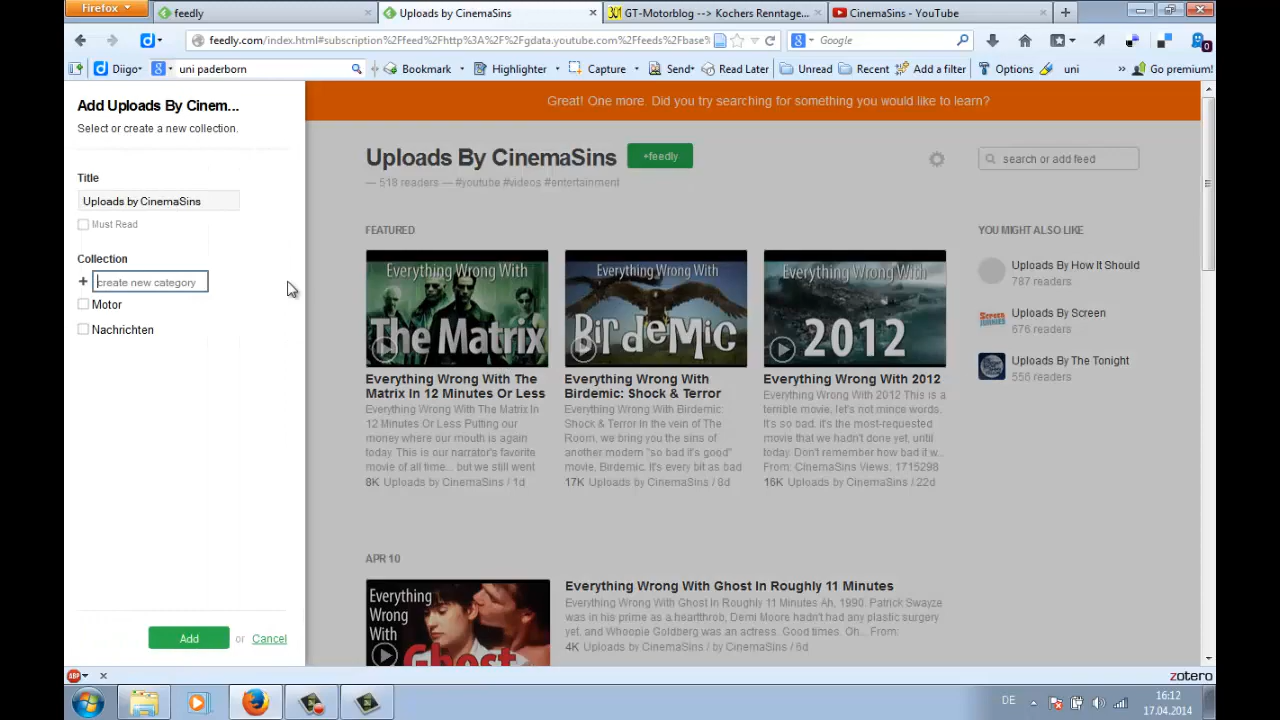 Firefox
feedly
Uploads by CinemaSins
GT-Motorblog --> Kochers Renntage...
CinemaSins - YouTube
feedly.com/index.html#subscription%2Ffeed%2Fhttp%3A%2F%2Fgdata.youtube.com%2Ffeeds%2Fbase%
Google
0
Diigo
uni paderborn
Bookmark
Highlighter
Capture
Send
Read Later
Unread
Recent
Add a filter
Options
uni
»
Go premium!
Add Uploads By Cinem...
Select or create a new collection.
Title
Uploads by CinemaSins
Must Read
Collection
+ create new category
Motor
Nachrichten
Add or Cancel
Great! One more. Did you try searching for something you would like to learn?
Uploads By CinemaSins
+feedly
— 518 readers — #youtube #videos #entertainment
search or add feed
FEATURED
Everything Wrong With
The Matrix
Everything Wrong With The
Matrix In 12 Minutes Or Less
Everything Wrong With The Matrix In
12 Minutes Or Less Putting our
money where our mouth is again
today. This is our narrator's favorite
movie of all time... but we still went
8K Uploads by CinemaSins / 1d
Everything Wrong With
BirDeMic
Everything Wrong With
Birdemic: Shock & Terror
Everything Wrong With Birdemic:
Shock & Terror In the vein of The
Room, we bring you the sins of
another modern "so bad it's good"
movie, Birdemic. It's every bit as bad
17K Uploads by CinemaSins / 8d
Everything Wrong With
2012
Everything Wrong With 2012
Everything Wrong With 2012 This is a
terrible movie, let's not mince words.
It's so bad, it's the most-requested
movie that we hadn't done yet, until
today. Don't remember how bad it w...
From: CinemaSins Views: 1715298
16K Uploads by CinemaSins / 22d
YOU MIGHT ALSO LIKE
Uploads By How It Should
787 readers
SCREEN JUNKIES
Uploads By Screen
676 readers
Uploads By The Tonight
556 readers
APR 10
Everything
Wrong
With
Ghost
Everything Wrong With Ghost In Roughly 11 Minutes
Everything Wrong With Ghost In Roughly 11 Minutes Ah, 1990. Patrick Swayze
was in his prime as a heartthrob, Demi Moore hadn't had any plastic surgery
yet, and Whoopie Goldberg was an actress. Good times. Oh... From:
4K Uploads by CinemaSins / by CinemaSins / 6d
ABP
zotero
DE
16:12
17.04.2014